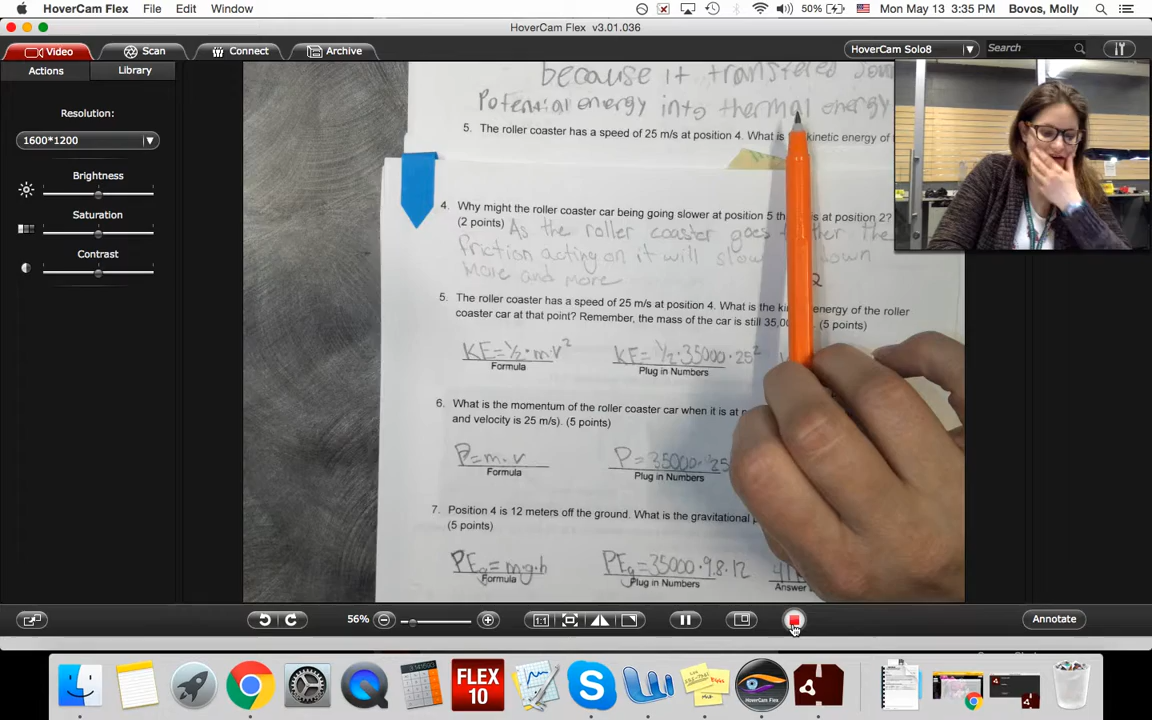 HoverCam Flex File Edit Window 50% Mon May 13 3:35 PM Bovos, Molly
HoverCam Flex v3.01.036
Video Scan Connect Archive HoverCam Solo8 Search
Actions Library
Resolution:
1600*1200
Brightness
Saturation
Contrast
because it transfered
Potential energy into thermal energy
5. The roller coaster has a speed of 25 m/s at position 4. What is kinetic energy of
4. Why might the roller coaster car being going slower at position 5 is at position 2?
(2 points) As the roller coaster goes the
friction acting on it will slow down
more and more
2
5. The roller coaster has a speed of 25 m/s at position 4. What is the energy of the roller
coaster car at that point? Remember, the mass of the car is still (5 points)
KE=½·m·v² KE=½·35000·25²
Formula Plug in Numbers
6. What is the momentum of the roller coaster car when it is at
and velocity is 25 m/s). (5 points)
P=m·v P=35000·25
Formula Plug in Numbers
7. Position 4 is 12 meters off the ground. What is the gravitational
(5 points)
PEg=m·g·h PEg=35000·9.8·12
Formula Plug in Numbers Answer
56% 1:1 Annotate
FLEX
10